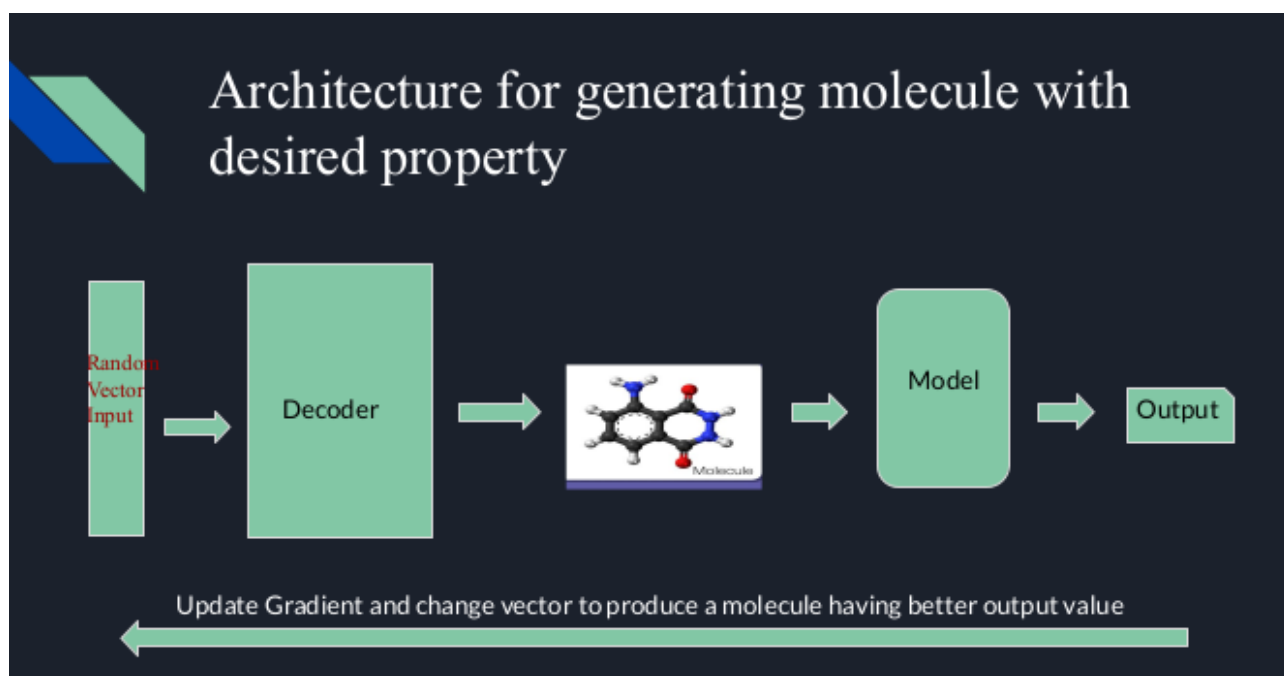 Architecture for generating molecule with
desired property
Random
Vector
Input
Decoder
Molecule
Model
Output
Update Gradient and change vector to produce a molecule having better output value